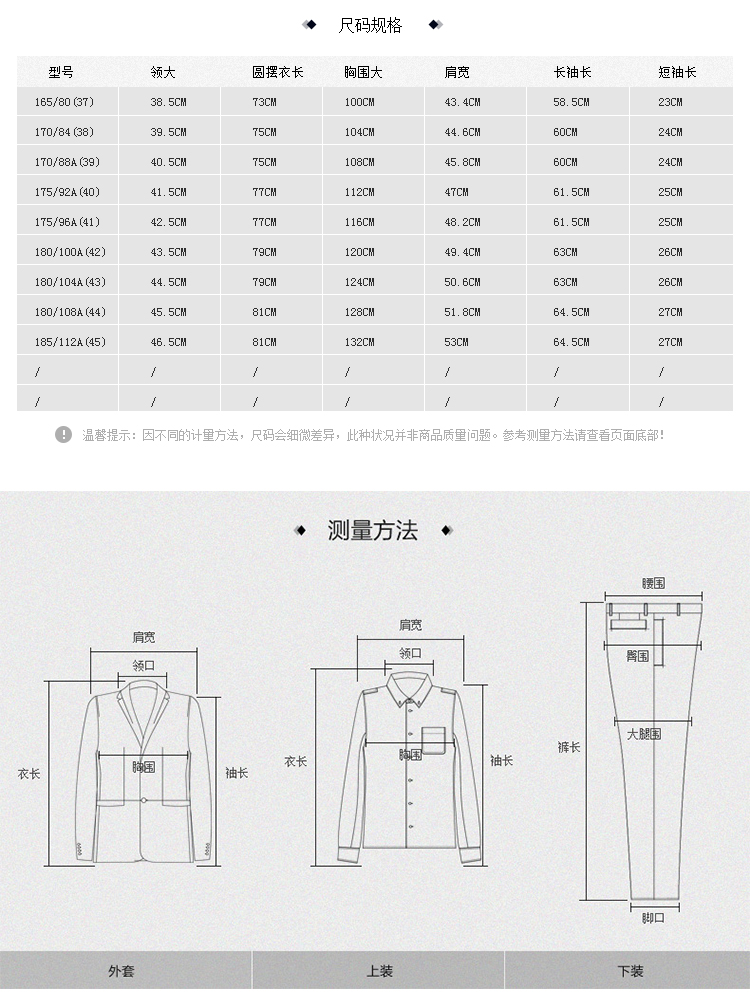 尺码规格
型号 领大 圆摆衣长 胸围大 肩宽 长袖长 短袖长
165/80(37) 38.5CM 73CM 100CM 43.4CM 58.5CM 23CM
170/84(38) 39.5CM 75CM 104CM 44.6CM 60CM 24CM
170/88A(39) 40.5CM 75CM 108CM 45.8CM 60CM 24CM
175/92A(40) 41.5CM 77CM 112CM 47CM 61.5CM 25CM
175/96A(41) 42.5CM 77CM 116CM 48.2CM 61.5CM 25CM
180/100A(42) 43.5CM 79CM 120CM 49.4CM 63CM 26CM
180/104A(43) 44.5CM 79CM 124CM 50.6CM 63CM 26CM
180/108A(44) 45.5CM 81CM 128CM 51.8CM 64.5CM 27CM
185/112A(45) 46.5CM 81CM 132CM 53CM 64.5CM 27CM
/ / / / / / /
/ / / / / / /
温馨提示：因不同的计量方法，尺码会细微差异，此种状况并非商品质量问题。参考测量方法请查看页面底部！
测量方法
肩宽
领口
衣长
胸围
袖长
肩宽
领口
衣长
胸围
袖长
腰围
臀围
大腿围
裤长
脚口
外套 上装 下装